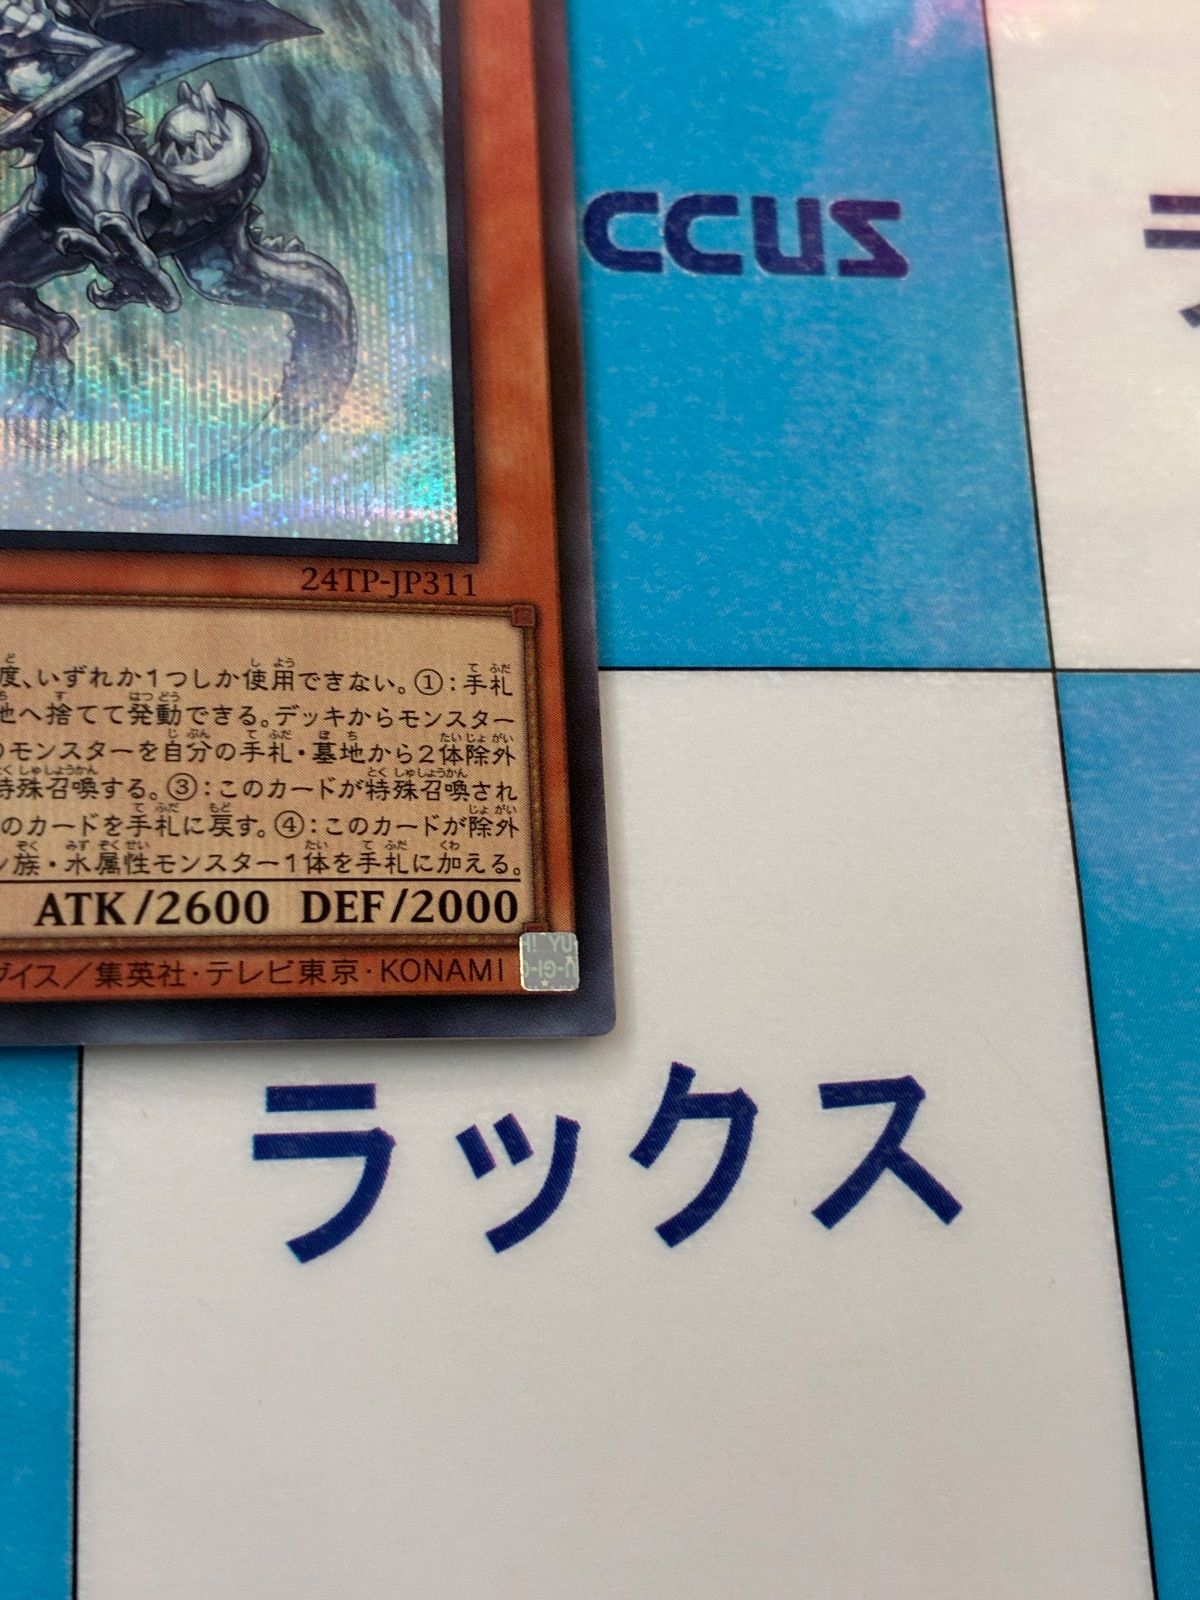 ccus
24TP-JP311
度、いずれか1つしか使用できない。①:手札
地へ捨てて発動できる。デッキからモンスター
のモンスターを自分の手札・墓地から2体除外
特殊召喚する。③:このカードが特殊召喚され
のカードを手札に戻す。④:このカードが除外
族・水属性モンスター1体を手札に加える。
ATK/2600 DEF/2000
イス/集英社・テレビ東京・KONAMI
ラックス